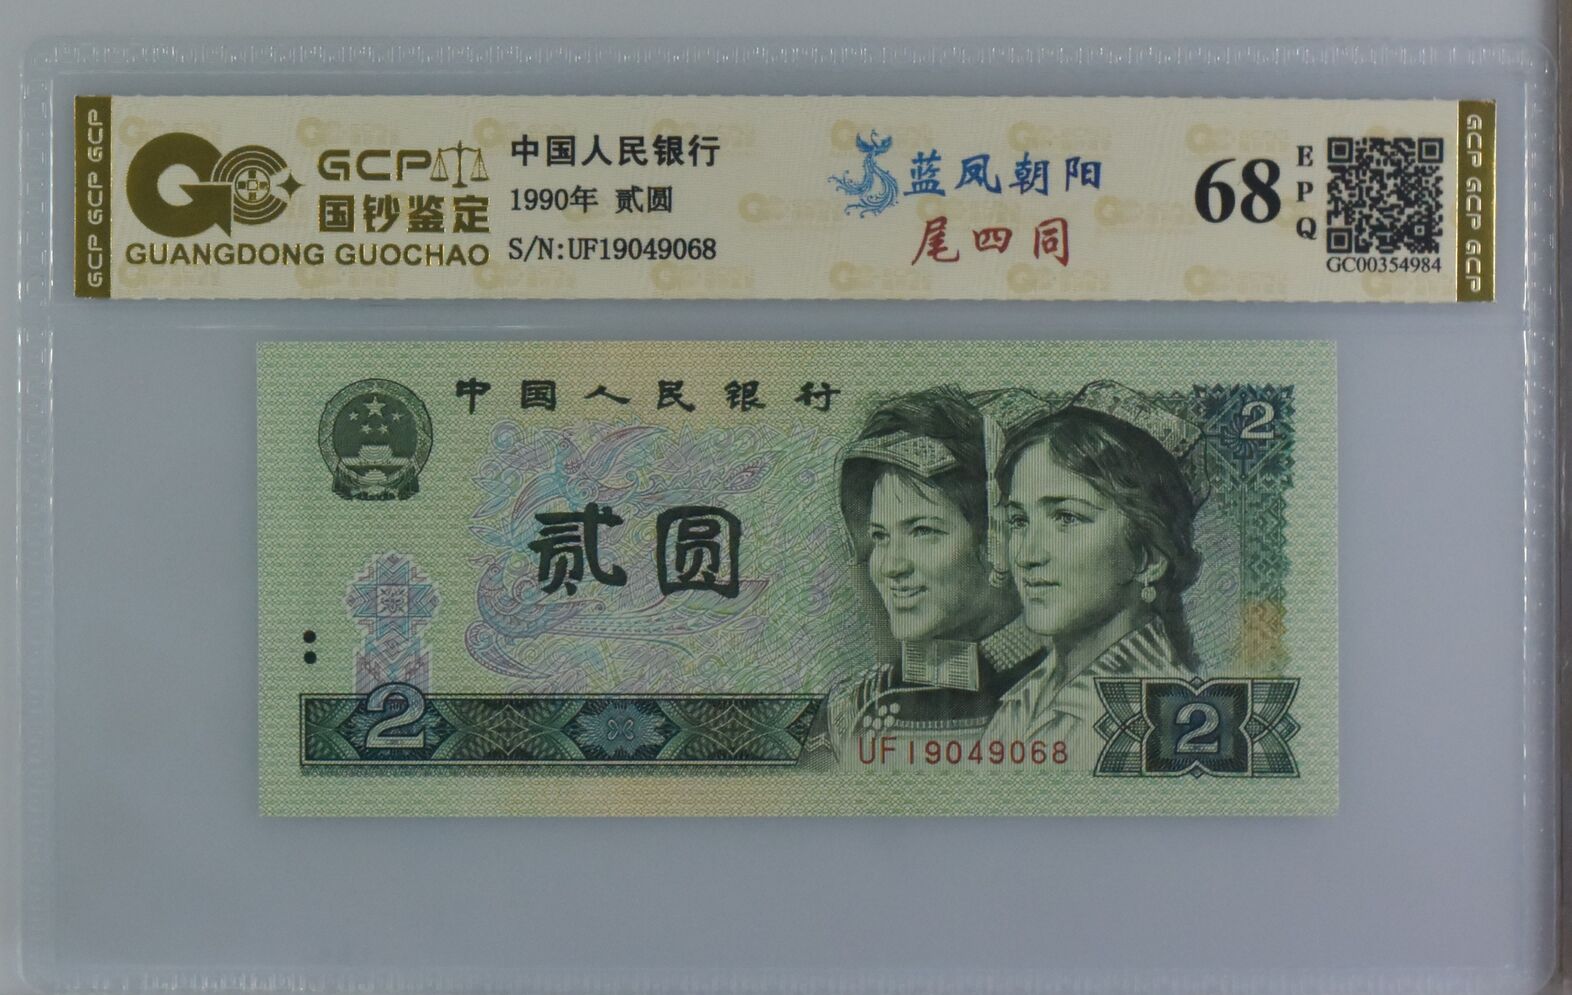 GCP GCP GCP
GCP
国钞鉴定
GUANGDONG GUOCHAO
中国人民银行
1990年 贰圆
S/N:UF19049068
蓝凤朝阳
尾四同
68
EPQ
GC00354984
GCP GCP GCP
中国人民银行
2
贰圆
2
UF19049068
2